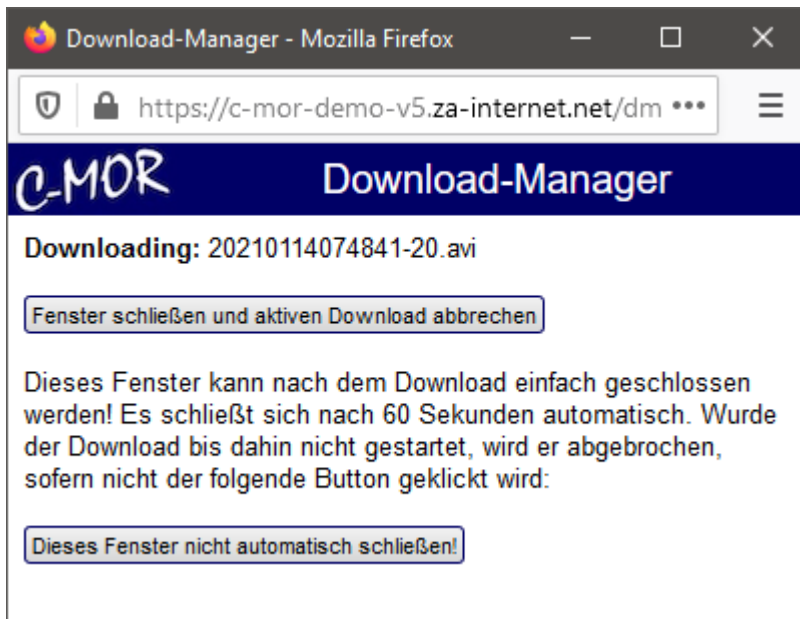 Download-Manager - Mozilla Firefox
https://c-mor-demo-v5.za-internet.net/dm
C-MOR Download-Manager
Downloading: 20210114074841-20.avi
Fenster schließen und aktiven Download abbrechen
Dieses Fenster kann nach dem Download einfach geschlossen
werden! Es schließt sich nach 60 Sekunden automatisch. Wurde
der Download bis dahin nicht gestartet, wird er abgebrochen,
sofern nicht der folgende Button geklickt wird:
Dieses Fenster nicht automatisch schließen!